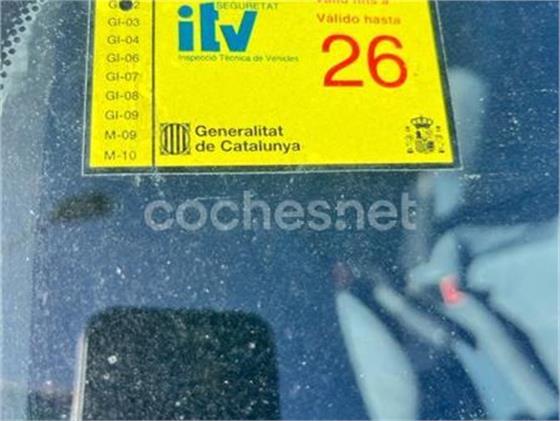 SEGURETAT
itv
Inspecció Tècnica de Vehicles
Vàlid fins a
Válido hasta
26
GI-03
GI-04
GI-06
GI-07
GI-08
GI-09
M-09
M-10
Generalitat
de Catalunya
cochesnet